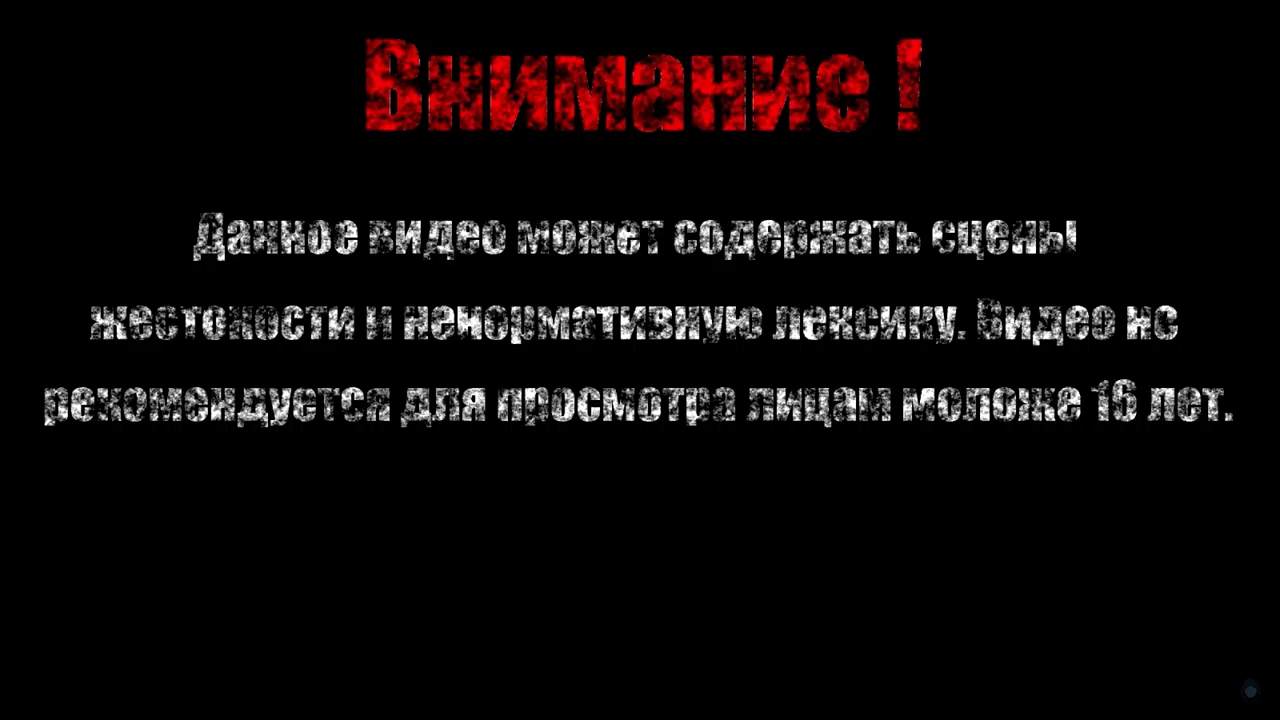 Внимание !
Данное видео может содержать сцены
жестокости и ненормативную лексику. Видео не
рекомендуется для просмотра лицам моложе 16 лет.